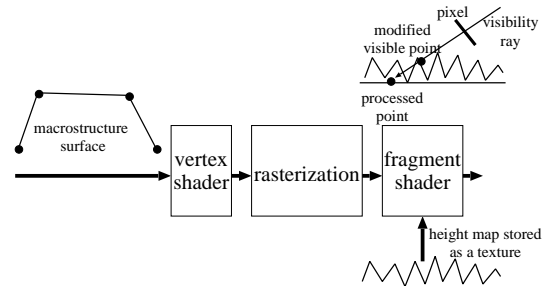 pixel
modified
visible point
visibility
ray
processed
point
macrostructure
surface
vertex
shader
rasterization
fragment
shader
height map stored
as a texture